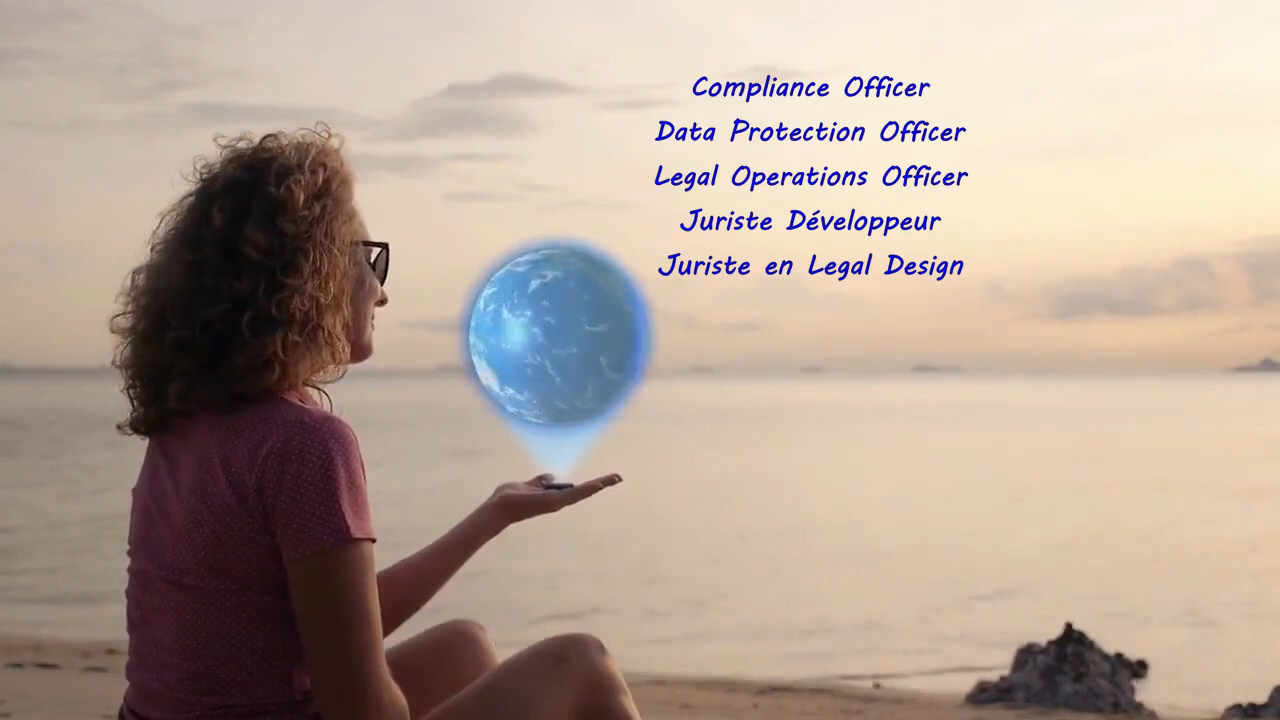 Compliance Officer
Data Protection Officer
Legal Operations Officer
Juriste Développeur
Juriste en Legal Design